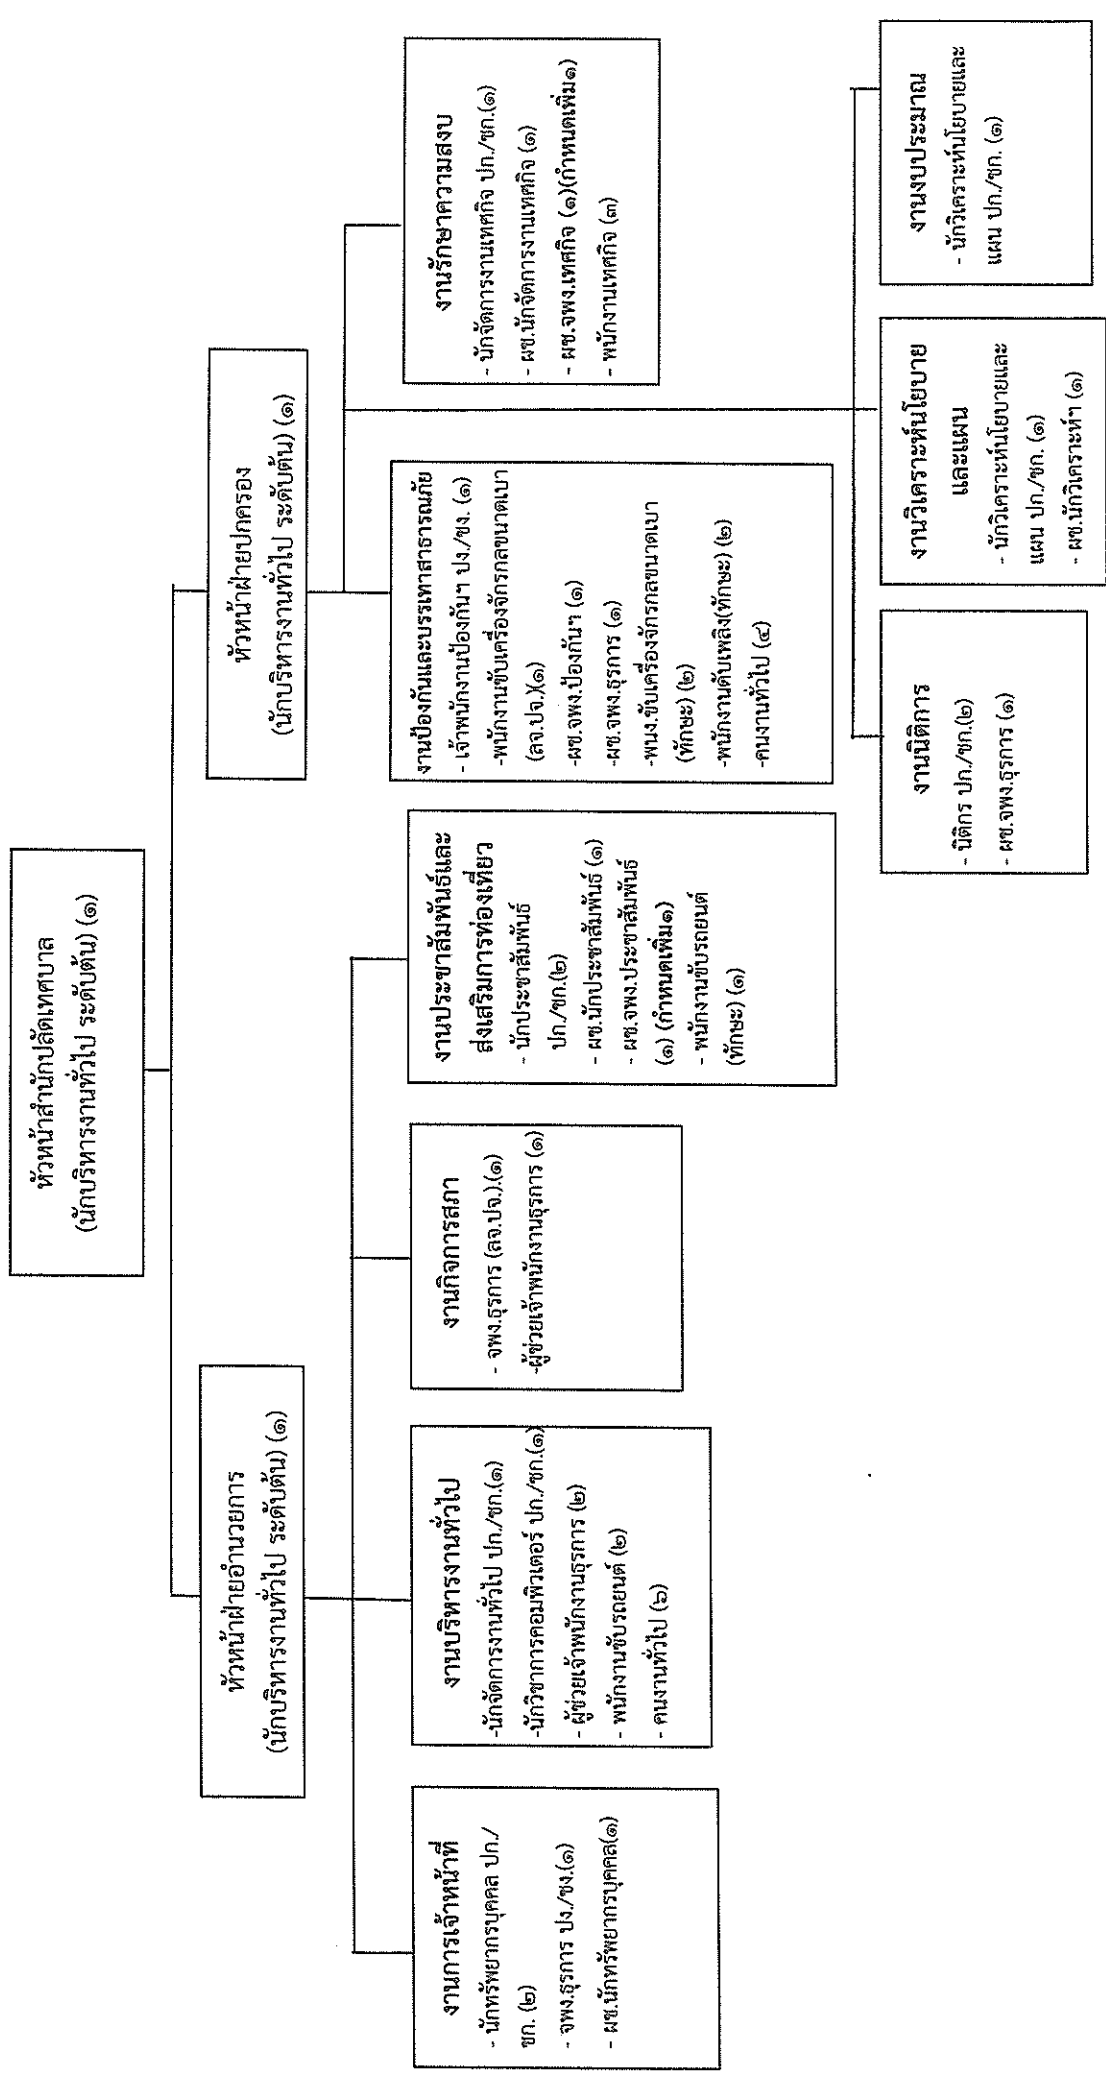 หัวหน้าสำนักปลัดเทศบาล
(นักบริหารงานทั่วไป ระดับต้น) (๑)
หัวหน้าฝ่ายอำนวยการ
(นักบริหารงานทั่วไป ระดับต้น) (๑)
หัวหน้าฝ่ายปกครอง
(นักบริหารงานทั่วไป ระดับต้น) (๑)
งานการเจ้าหน้าที่
- นักทรัพยากรบุคคล ปก./
ชก. (๒)
- จพง.ธุรการ ปง./ชง.(๑)
- ผช.นักทรัพยากรบุคคล(๑)
งานบริหารงานทั่วไป
-นักจัดการงานทั่วไป ปก./ชก.(๑)
-นักวิชาการคอมพิวเตอร์ ปก./ชก.(๑)
- ผู้ช่วยเจ้าพนักงานธุรการ (๒)
- พนักงานขับรถยนต์ (๒)
- คนงานทั่วไป (๖)
งานกิจการสภา
- จพง.ธุรการ (ลจ.ปจ.).(๑)
-ผู้ช่วยเจ้าพนักงานธุรการ (๑)
งานประชาสัมพันธ์และ
ส่งเสริมการท่องเที่ยว
- นักประชาสัมพันธ์
ปก./ชก.(๒)
- ผช.นักประชาสัมพันธ์ (๑)
- ผช.จพง.ประชาสัมพันธ์
(๑) (กำหนดเพิ่ม๑)
- พนักงานขับรถยนต์
(ทักษะ) (๑)
งานป้องกันและบรรเทาสาธารณภัย
- เจ้าพนักงานป้องกันฯ ปง./ชง. (๑)
-พนักงานขับเครื่องจักรกลขนาดเบา
(ลจ.ปจ.)(๑)
-ผช.จพง.ป้องกันฯ (๑)
-ผช.จพง.ธุรการ (๑)
-พนง.ขับเครื่องจักรกลขนาดเบา
(ทักษะ) (๒)
-พนักงานดับเพลิง(ทักษะ) (๒)
-คนงานทั่วไป (๔)
งานรักษาความสงบ
- นักจัดการงานเทศกิจ ปก./ชก.(๑)
- ผช.นักจัดการงานเทศกิจ (๑)
- ผช.จพง.เทศกิจ (๑)(กำหนดเพิ่ม๑)
- พนักงานเทศกิจ (๓)
งานนิติการ
- นิติกร ปก./ชก.(๒)
- ผช.จพง.ธุรการ (๑)
งานวิเคราะห์นโยบาย
และแผน
- นักวิเคราะห์นโยบายและ
แผน ปก./ชก. (๑)
- ผช.นักวิเคราะห์ฯ (๑)
งานงบประมาณ
- นักวิเคราะห์นโยบายและ
แผน ปก./ชก. (๑)